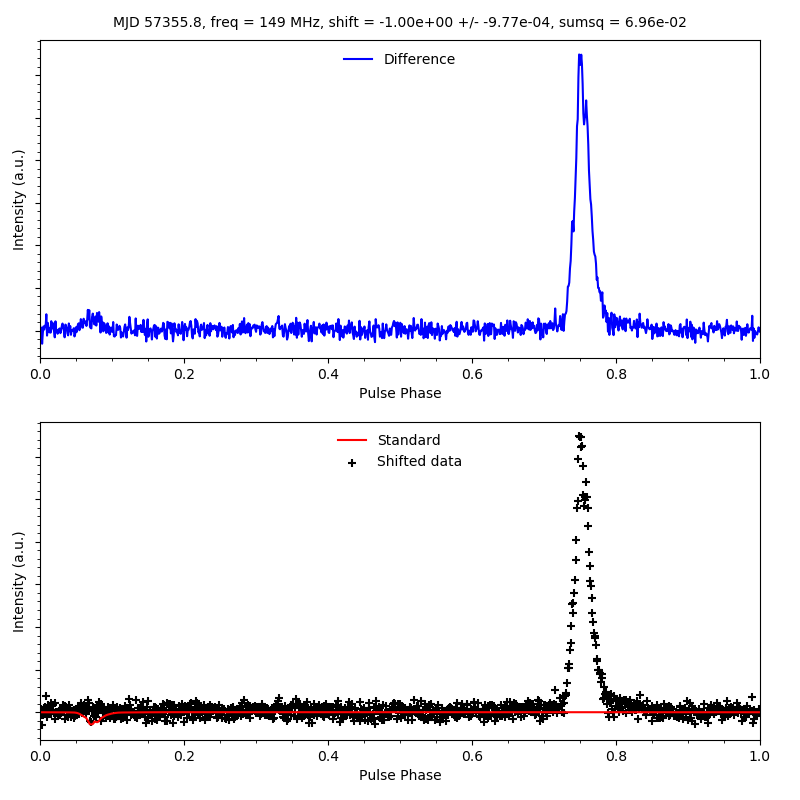 MJD 57355.8, freq = 149 MHz, shift = -1.00e+00 +/- -9.77e-04, sumsq = 6.96e-02
Difference
Intensity (a.u.)
0.0 0.2 0.4 0.6 0.8 1.0
Pulse Phase
Standard
Shifted data
Intensity (a.u.)
0.0 0.2 0.4 0.6 0.8 1.0
Pulse Phase